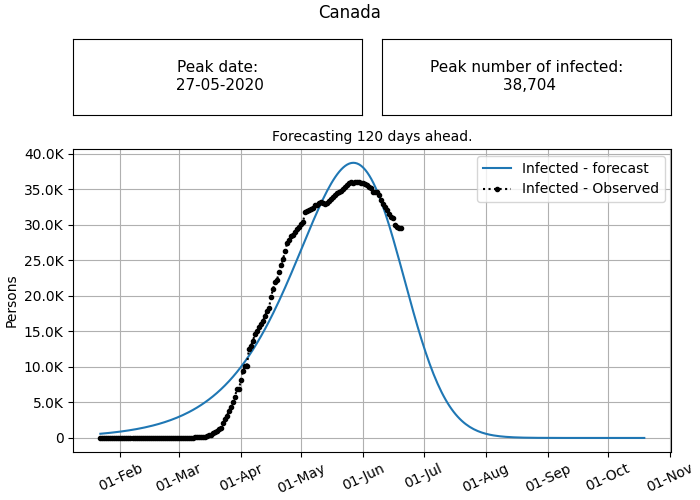 Canada
Peak date:
27-05-2020
Peak number of infected:
38,704
Forecasting 120 days ahead.
Infected - forecast
Infected - Observed
Persons
40.0K
35.0K
30.0K
25.0K
20.0K
15.0K
10.0K
5.0K
0
01-Feb
01-Mar
01-Apr
01-May
01-Jun
01-Jul
01-Aug
01-Sep
01-Oct
01-Nov